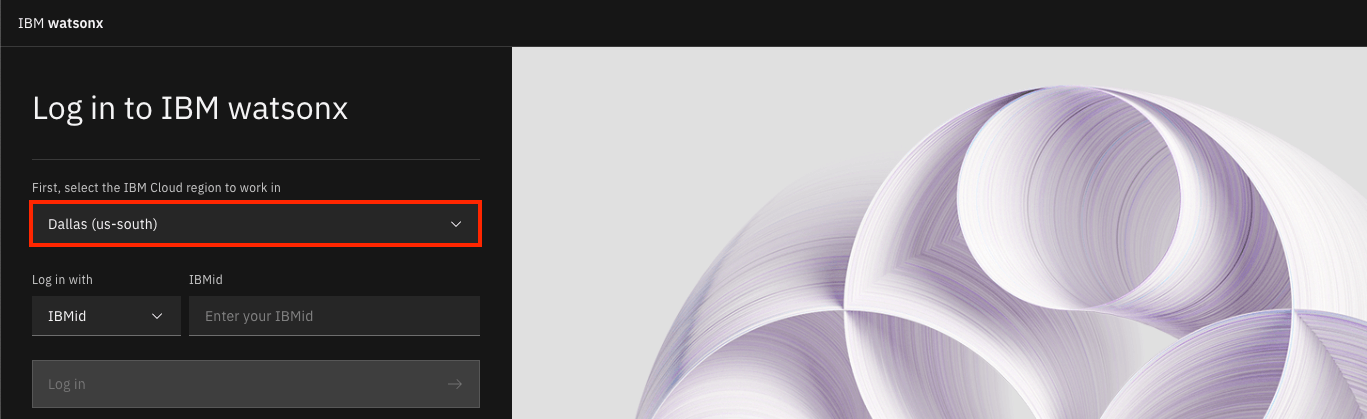 IBM watsonx
Log in to IBM watsonx
First, select the IBM Cloud region to work in
Dallas (us-south)
Log in with
IBMid
IBMid
Enter your IBMid
Log in